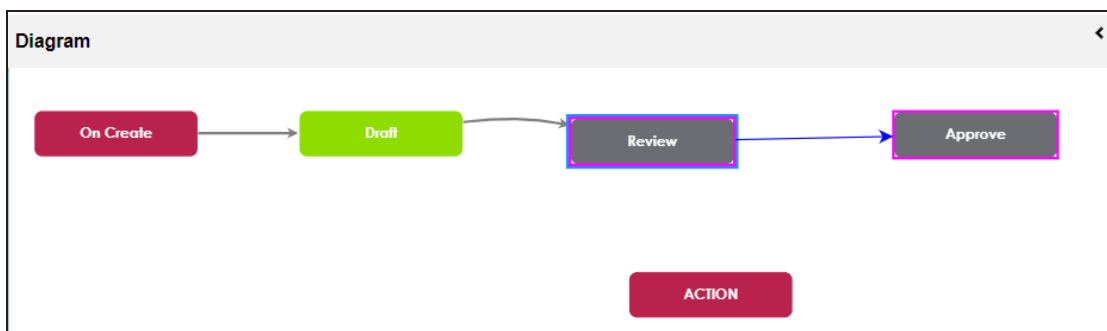 Diagram
On Create
Draft
Review
Approve
ACTION